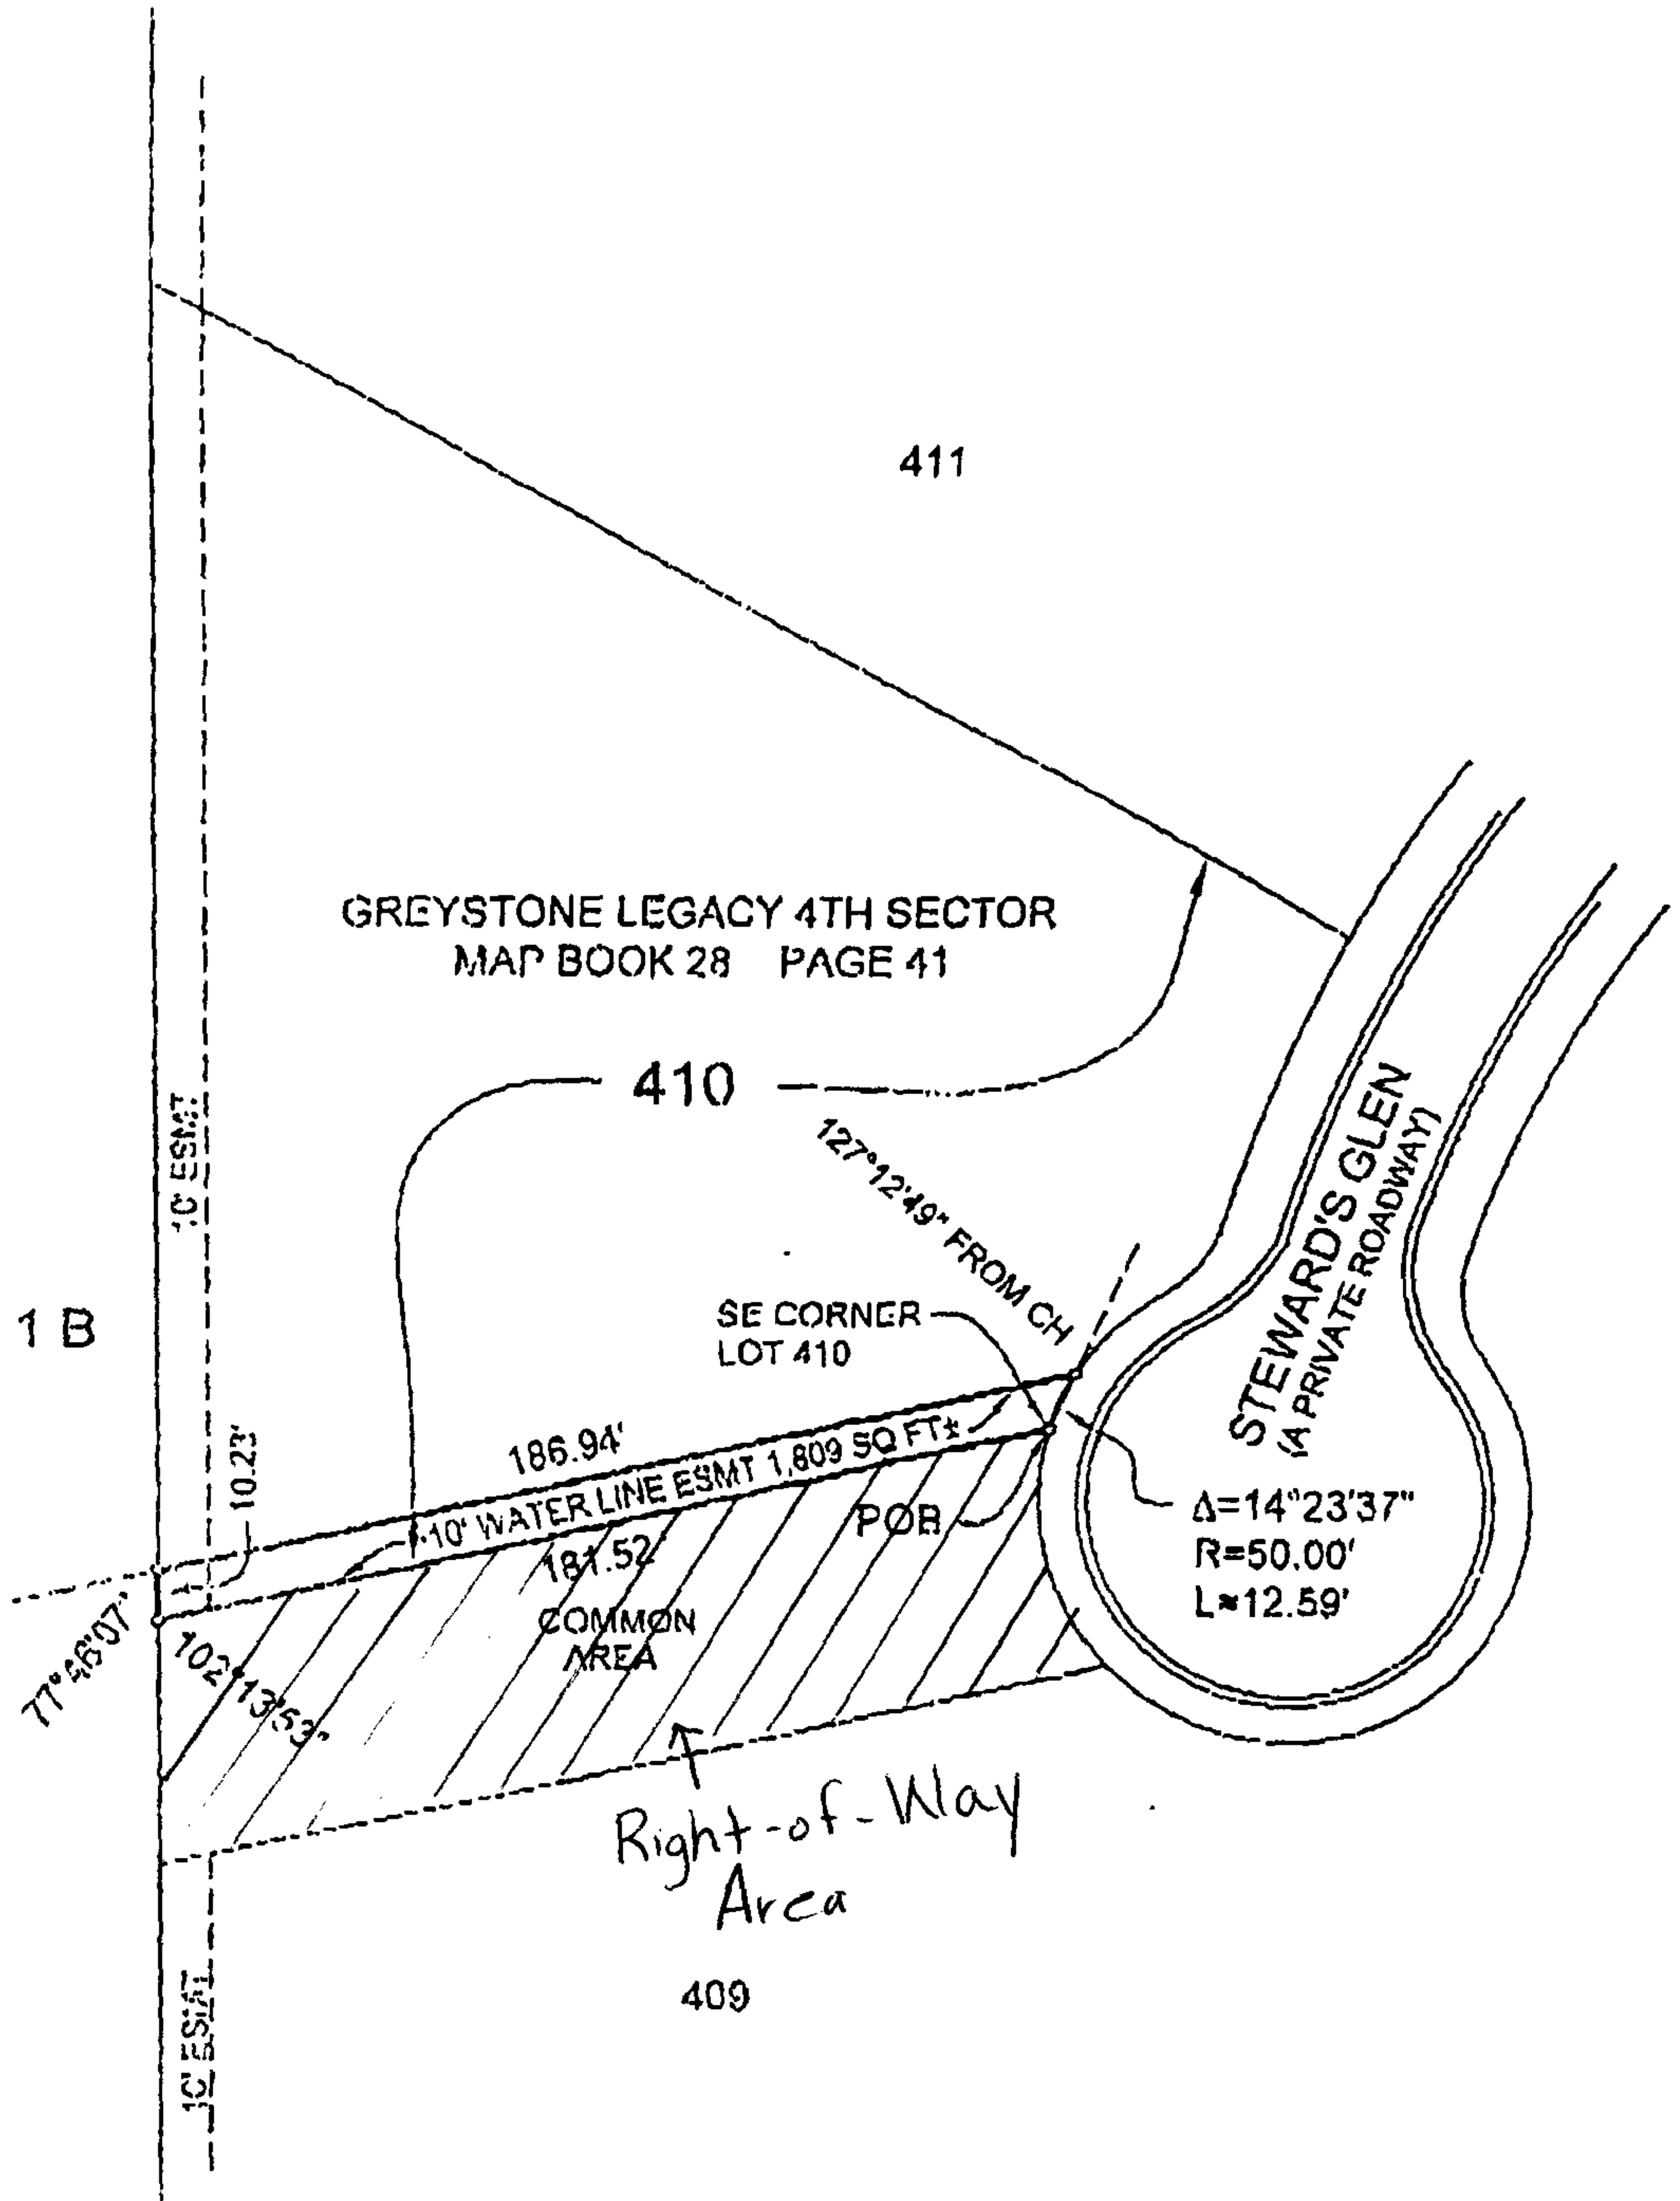 411
GREYSTONE LEGACY 4TH SECTOR
MAP BOOK 28 PAGE 41
410
10' ESMT
127°12'49" FROM CH
STEWARD'S GLEN
(A PRIVATE ROADWAY)
1 B
SE CORNER
LOT 410
186.94'
10.23'
10' WATER LINE ESMT 1,809 SQ FT±
POB
Δ=14°23'37"
R=50.00'
L=12.59'
181.52
COMMON
AREA
77°46'07"
102°13'53"
Right-of-Way
Area
409
10' ESMT